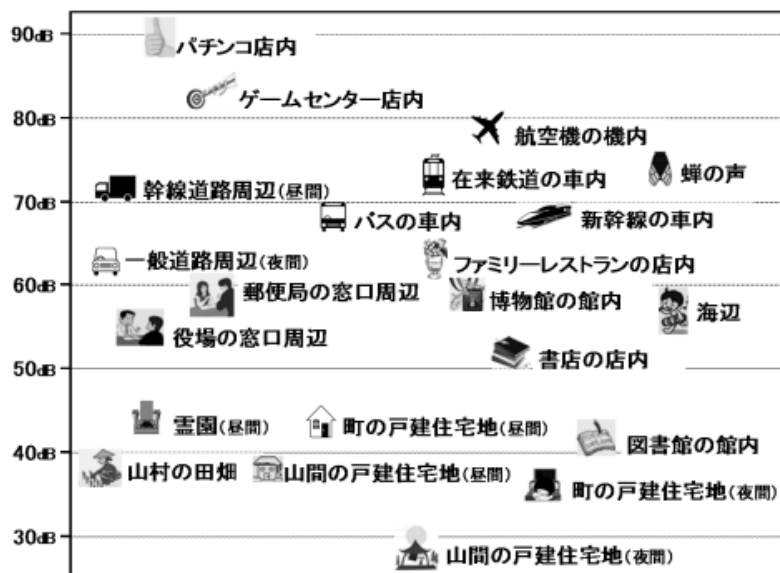 90dB
パチンコ店内
ゲームセンター店内
80dB
航空機の機内
在来鉄道の車内
蝉の声
幹線道路周辺(昼間)
70dB
バスの車内
新幹線の車内
一般道路周辺(夜間)
ファミリーレストランの店内
60dB
郵便局の窓口周辺
博物館の館内
海辺
役場の窓口周辺
書店の店内
50dB
霊園(昼間)
町の戸建住宅地(昼間)
図書館の館内
40dB
山村の田畑
山間の戸建住宅地(昼間)
町の戸建住宅地(夜間)
30dB
山間の戸建住宅地(夜間)